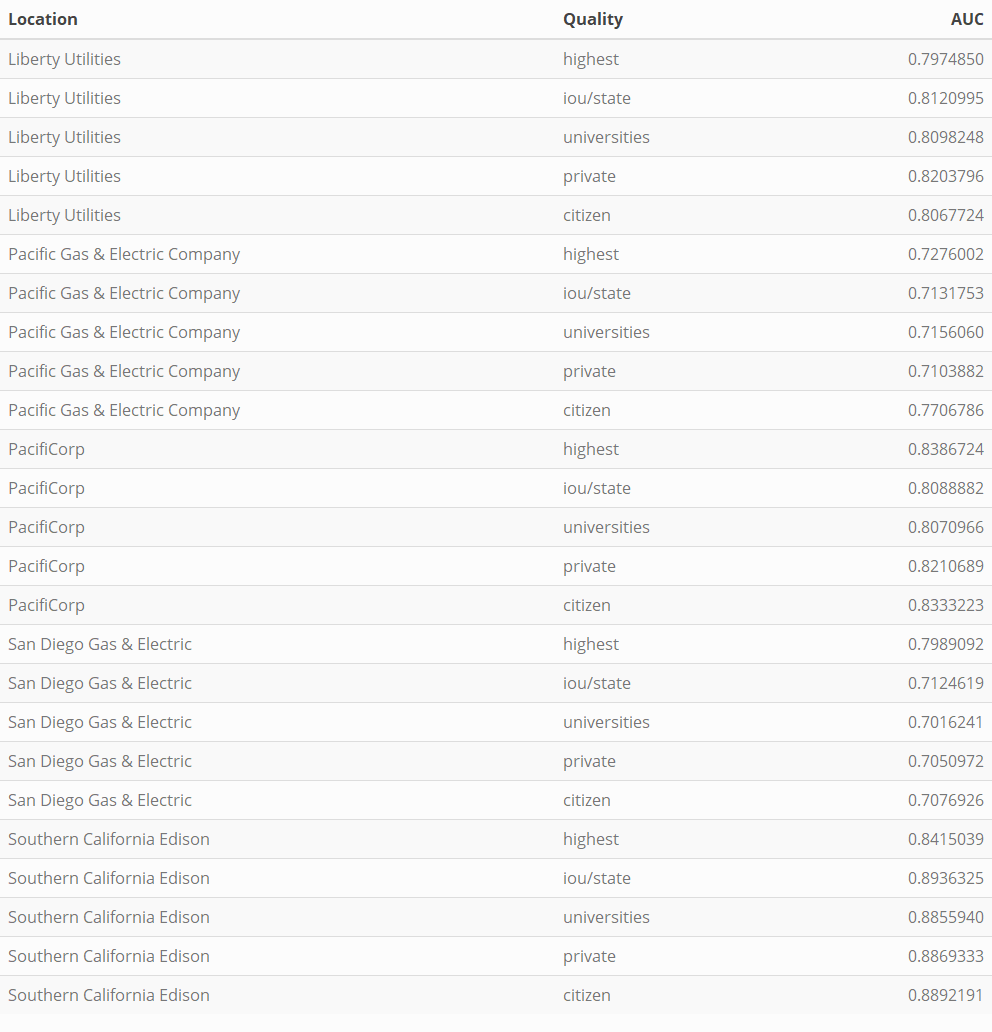 Location Quality AUC
Liberty Utilities highest 0.7974850
Liberty Utilities iou/state 0.8120995
Liberty Utilities universities 0.8098248
Liberty Utilities private 0.8203796
Liberty Utilities citizen 0.8067724
Pacific Gas & Electric Company highest 0.7276002
Pacific Gas & Electric Company iou/state 0.7131753
Pacific Gas & Electric Company universities 0.7156060
Pacific Gas & Electric Company private 0.7103882
Pacific Gas & Electric Company citizen 0.7706786
PacifiCorp highest 0.8386724
PacifiCorp iou/state 0.8088882
PacifiCorp universities 0.8070966
PacifiCorp private 0.8210689
PacifiCorp citizen 0.8333223
San Diego Gas & Electric highest 0.7989092
San Diego Gas & Electric iou/state 0.7124619
San Diego Gas & Electric universities 0.7016241
San Diego Gas & Electric private 0.7050972
San Diego Gas & Electric citizen 0.7076926
Southern California Edison highest 0.8415039
Southern California Edison iou/state 0.8936325
Southern California Edison universities 0.8855940
Southern California Edison private 0.8869333
Southern California Edison citizen 0.8892191